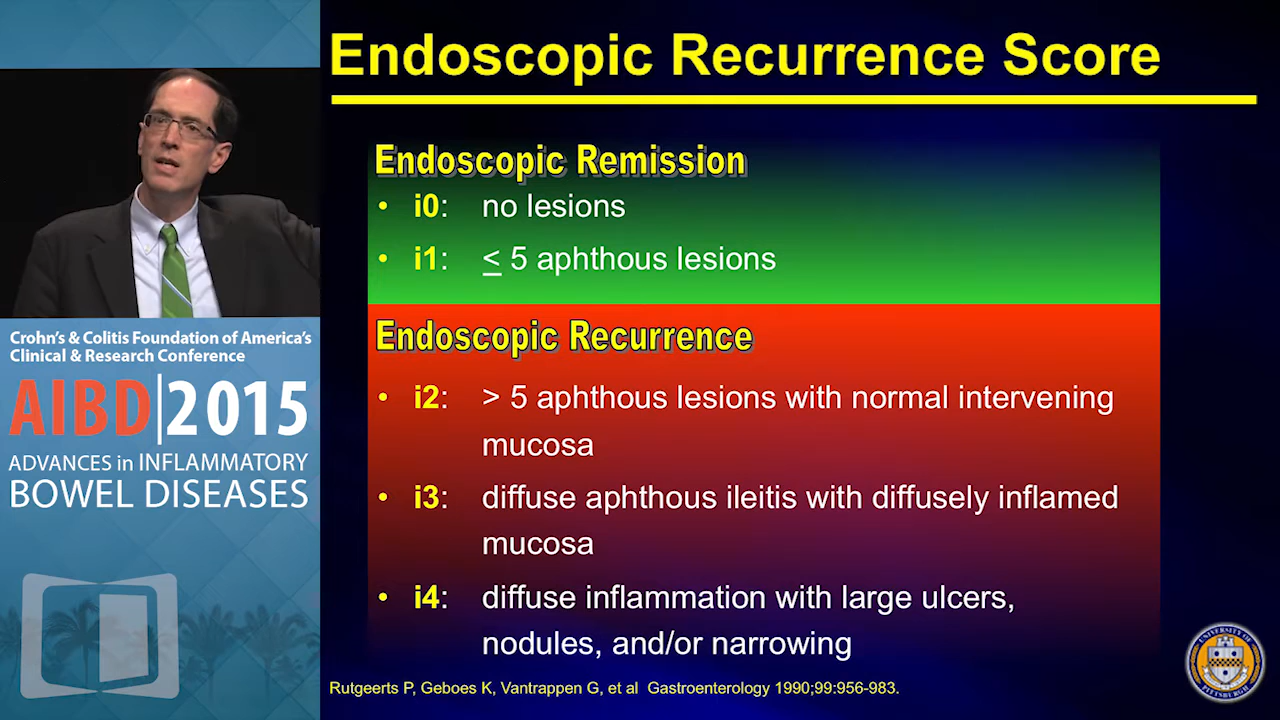 Endoscopic Recurrence Score
Endoscopic Remission
• i0: no lesions
• i1: ≤ 5 aphthous lesions
Endoscopic Recurrence
• i2: > 5 aphthous lesions with normal intervening
mucosa
• i3: diffuse aphthous ileitis with diffusely inflamed
mucosa
• i4: diffuse inflammation with large ulcers,
nodules, and/or narrowing
Rutgeerts P, Geboes K, Vantrappen G, et al Gastroenterology 1990;99:956-983.
Crohn's & Colitis Foundation of America's
Clinical & Research Conference
AIBD|2015
ADVANCES in INFLAMMATORY
BOWEL DISEASES
UNIVERSITY OF
PITTSBURGH